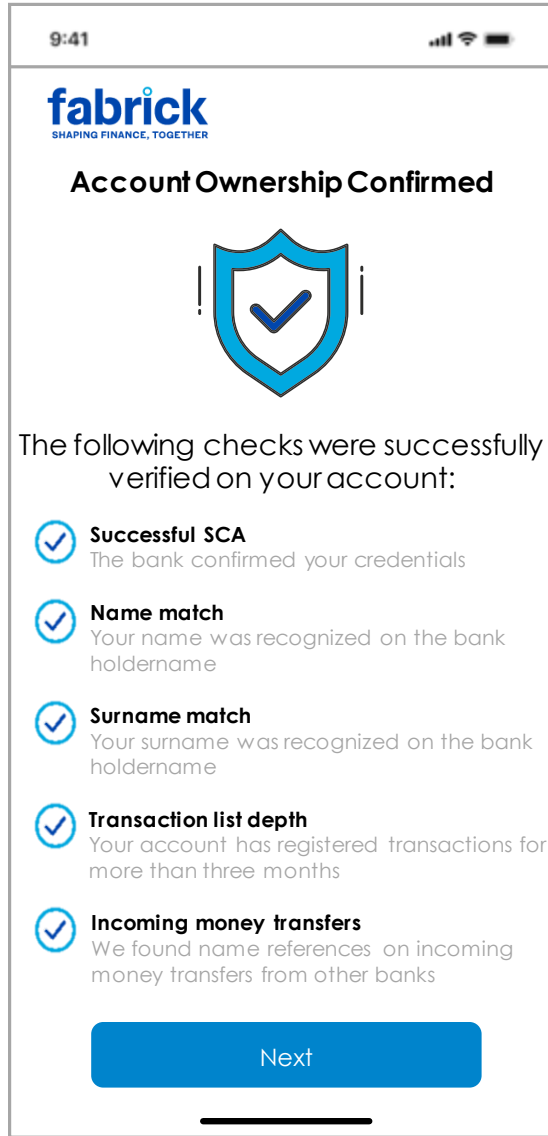 9:41
fabrick
SHAPING FINANCE, TOGETHER
Account Ownership Confirmed
The following checks were successfully
verified on your account:
Successful SCA
The bank confirmed your credentials
Name match
Your name was recognized on the bank
holdername
Surname match
Your surname was recognized on the bank
holdername
Transaction list depth
Your account has registered transactions for
more than three months
Incoming money transfers
We found name references on incoming
money transfers from other banks
Next